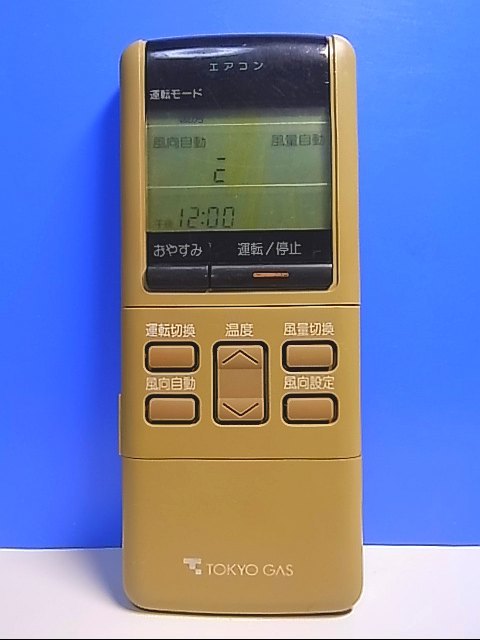 エアコン
運転モード
風向自動 風量自動
12:00
おやすみ 運転/停止
運転切換 温度 風量切換
風向自動 風向設定
TOKYO GAS